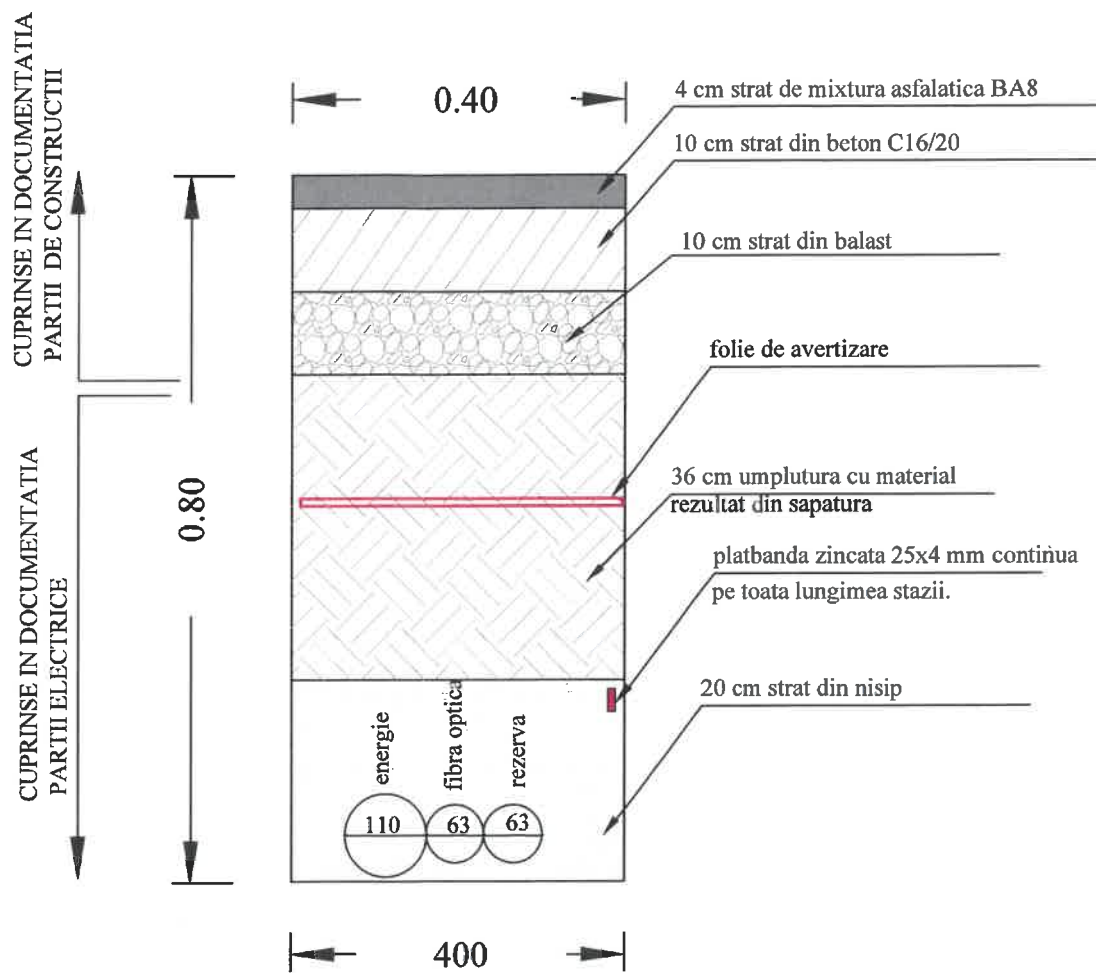 CUPRINSE IN DOCUMENTATIA
PARTII DE CONSTRUCTII
0.40
4 cm strat de mixtura asfalatica BA8
10 cm strat din beton C16/20
10 cm strat din balast
folie de avertizare
0.80
36 cm umplutura cu material
rezultat din sapatura
platbanda zincata 25x4 mm continua
pe toata lungimea stazii.
CUPRINSE IN DOCUMENTATIA
PARTII ELECTRICE
20 cm strat din nisip
energie
fibra optica
rezerva
110
63
63
400